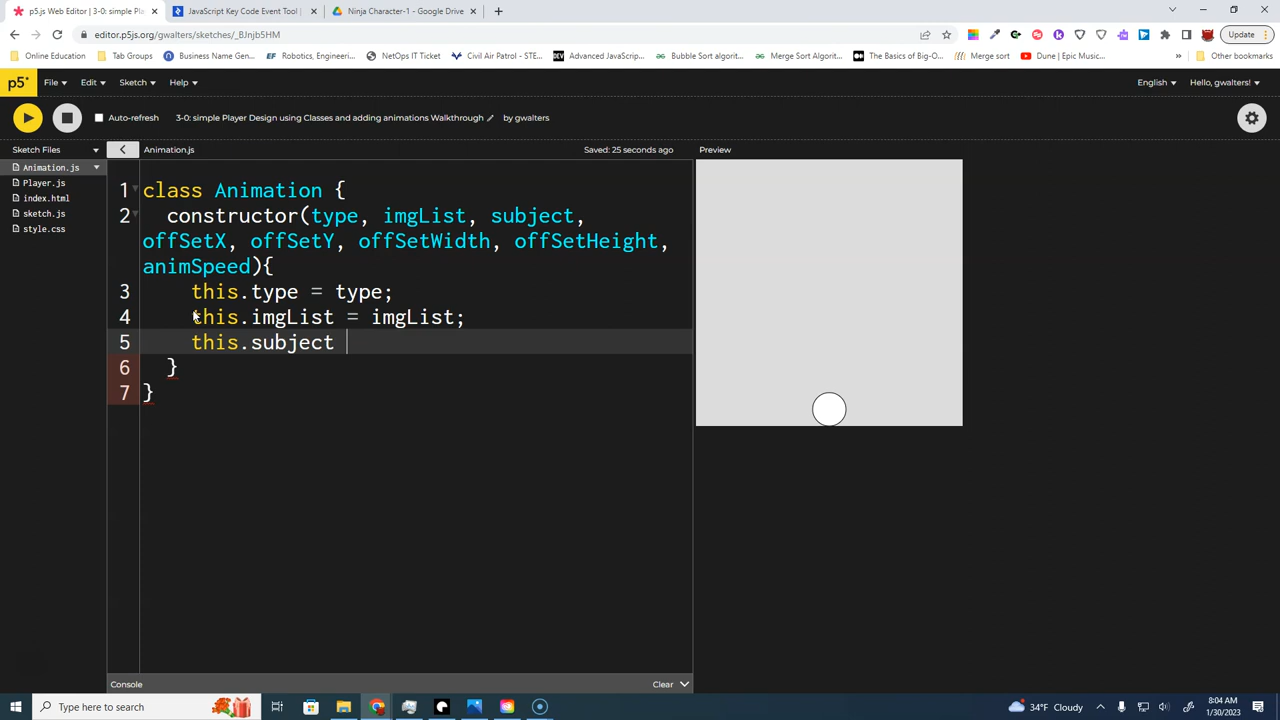 p5.js Web Editor | 3-0: simple Pla
JavaScript Key Code Event Tool |
Ninja Character-1 - Google Drive
editor.p5js.org/gwalters/sketches/_BJnjb5HM
Update
Online Education
Tab Groups
Business Name Gen...
Robotics, Engineeri...
NetOps IT Ticket
Civil Air Patrol - STE...
DEV
Advanced JavaScrip...
Bubble Sort algorit...
The Basics of Big-O...
Merge Sort Algorit...
Dune | Epic Music...
Merge sort
»
Other bookmarks
p5*
File
Edit
Sketch
Help
English
Hello, gwalters!
Auto-refresh
3-0: simple Player Design using Classes and adding animations Walkthrough
by gwalters
Sketch Files
Animation.js
Saved: 25 seconds ago
Preview
Animation.js
Player.js
index.html
sketch.js
style.css
1 class Animation {
2 constructor(type, imgList, subject,
offSetX, offSetY, offSetWidth, offSetHeight,
animSpeed){
3 this.type = type;
4 this.imgList = imgList;
5 this.subject
6 }
7 }
Console
Clear
Type here to search
34°F Cloudy
8:04 AM
1/30/2023